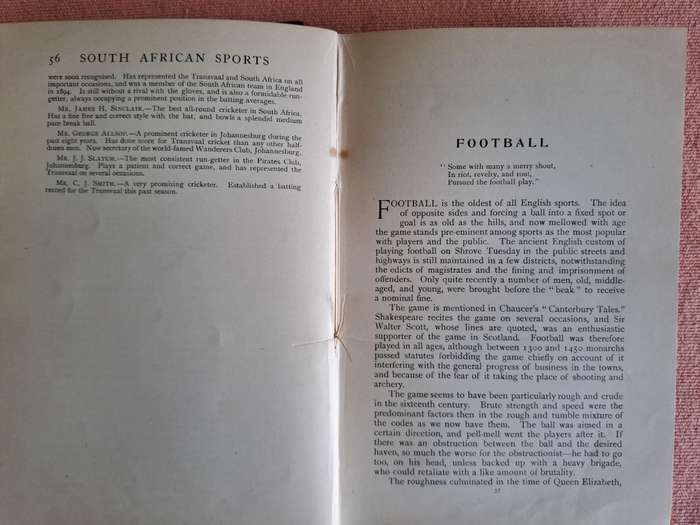 56 SOUTH AFRICAN SPORTS
were soon recognised. Has represented the Transvaal and South Africa on all
important occasions, and was a member of the South African team in England
in 1894. Is still without a rival with the gloves, and is also a formidable run-
getter, always occupying a prominent position in the batting averages.
MR. JAMES H. SINCLAIR.—The best all-round cricketer in South Africa.
Has a fine free and correct style with the bat, and bowls a splendid medium
pace break ball.
MR. GEORGE ALLSOP.—A prominent cricketer in Johannesburg during the
past eight years. Has done more for Transvaal cricket than any other half-
dozen men. Now secretary of the world-famed Wanderers Club, Johannesburg.
MR. J. J. SLATEM.—The most consistent run-getter in the Pirates Club,
Johannesburg. Plays a patient and correct game, and has represented the
Transvaal on several occasions.
MR. C. J. SMITH.—A very promising cricketer. Established a batting
record for the Transvaal this past season.
FOOTBALL
"Some with many a merry shout,
In riot, revelry, and rout,
Pursued the football play."
FOOTBALL is the oldest of all English sports. The idea
of opposite sides and forcing a ball into a fixed spot or
goal is as old as the hills, and now mellowed with age
the game stands pre-eminent among sports as the most popular
with players and the public. The ancient English custom of
playing football on Shrove Tuesday in the public streets and
highways is still maintained in a few districts, notwithstanding
the edicts of magistrates and the fining and imprisonment of
offenders. Only quite recently a number of men, old, middle-
aged, and young, were brought before the "beak" to receive
a nominal fine.
The game is mentioned in Chaucer's "Canterbury Tales."
Shakespeare recites the game on several occasions, and Sir
Walter Scott, whose lines are quoted, was an enthusiastic
supporter of the game in Scotland. Football was therefore
played in all ages, although between 1300 and 1450 monarchs
passed statutes forbidding the game chiefly on account of it
interfering with the general progress of business in the towns,
and because of the fear of it taking the place of shooting and
archery.
The game seems to have been particularly rough and crude
in the sixteenth century. Brute strength and speed were the
predominant factors then in the rough and tumble mixture of
the codes as we now have them. The ball was aimed in a
certain direction, and pell-mell went the players after it. If
there was an obstruction between the ball and the desired
haven, so much the worse for the obstructionist—he had to go
too, on his head, unless backed up with a heavy brigade,
who could retaliate with a like amount of brutality.
The roughness culminated in the time of Queen Elizabeth,
57